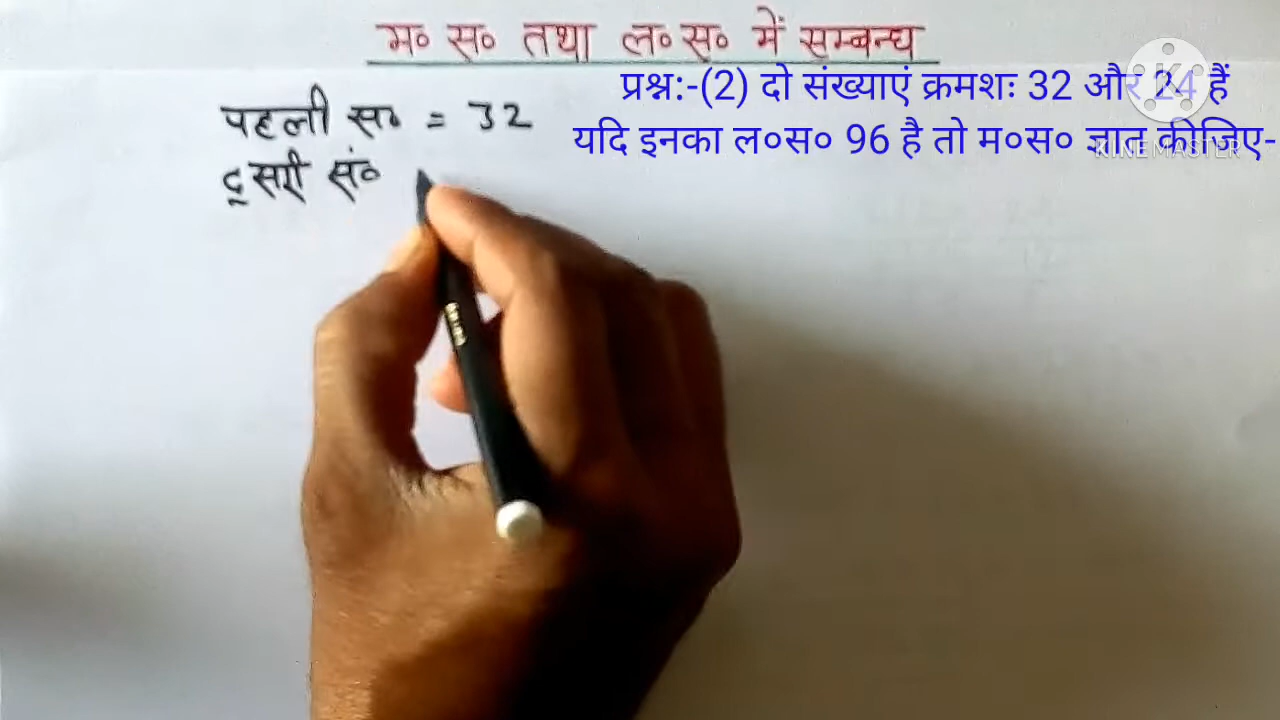 म० स० तथा ल० स० में सम्बन्ध
प्रश्न:-(2) दो संख्याएं क्रमशः 32 और 24 हैं
यदि इनका ल०स० 96 है तो म०स० ज्ञात कीजिए-
KINEMASTER
पहली स० = 32
दूसरी सं०